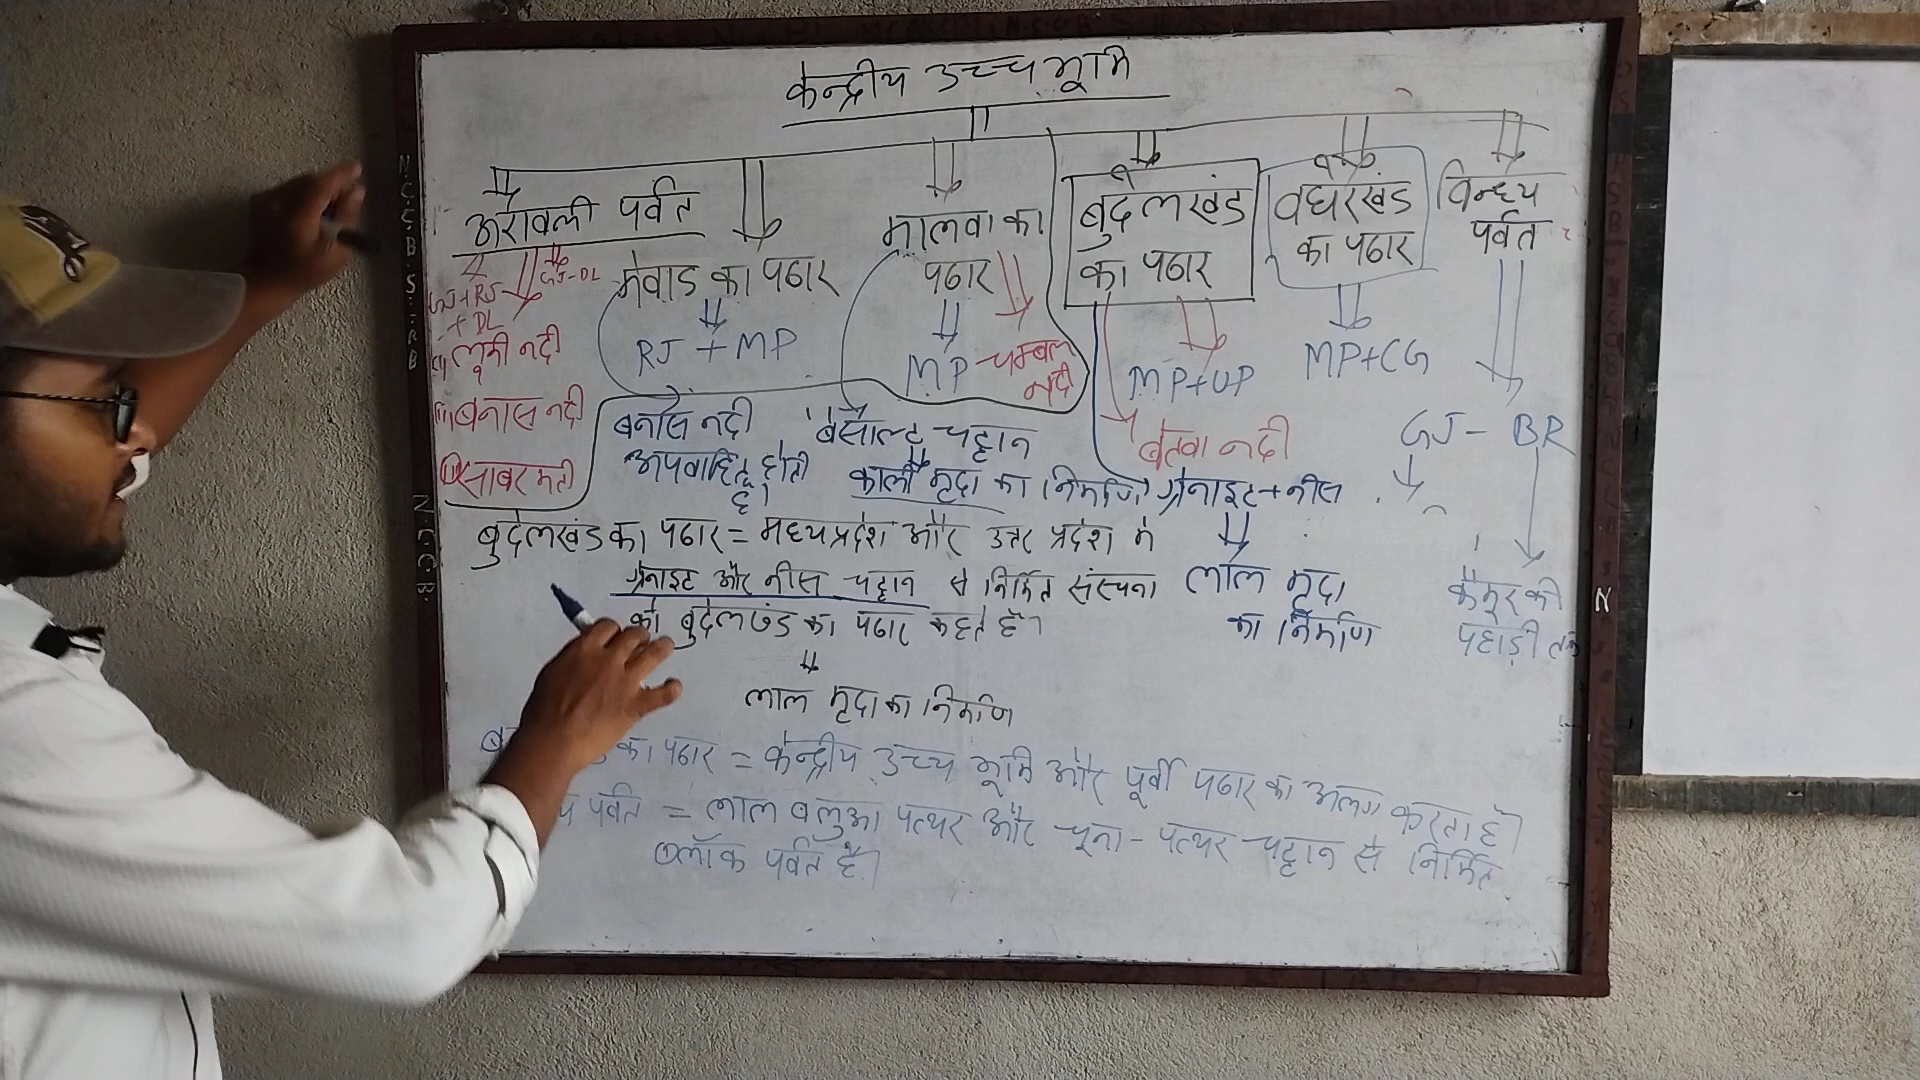 केन्द्रीय उच्च भूमि
अरावली पर्वत
GJ+RJ
+ DL
GJ-DL
लूनी नदी
बनास नदी
साबरमती
मेवाड का पठार
RJ + MP
बनास नदी
अपवाहित होती
है।
मालवा का
पठार
MP
चम्बल
नदी
बेसाल्ट चट्टान
काली मृदा का निर्माण
बुंदेलखंड
का पठार
MP+UP
बेतवा नदी
ग्रेनाइट+नीस
लाल मृदा
का निर्माण
बघेरखंड
का पठार
MP+CG
विन्ध्य
पर्वत
GJ - BR
कैमूर की
पहाड़ी तक
बुंदेलखंड का पठार = मध्यप्रदेश और उत्तर प्रदेश मे
ग्रेनाइट और नीस चट्टान से निर्मित संरचना
को बुंदेलखंड का पठार कहते है।
लाल मृदा का निर्माण
का पठार = केन्द्रीय उच्च भूमि और पूर्वी पठार का अलग करता है।
पर्वत = लाल बलुआ पत्थर और चूना-पत्थर चट्टान से निर्मित
ब्लॉक पर्वत है।
N.C.C.B.S.
N.C.C.B.
N